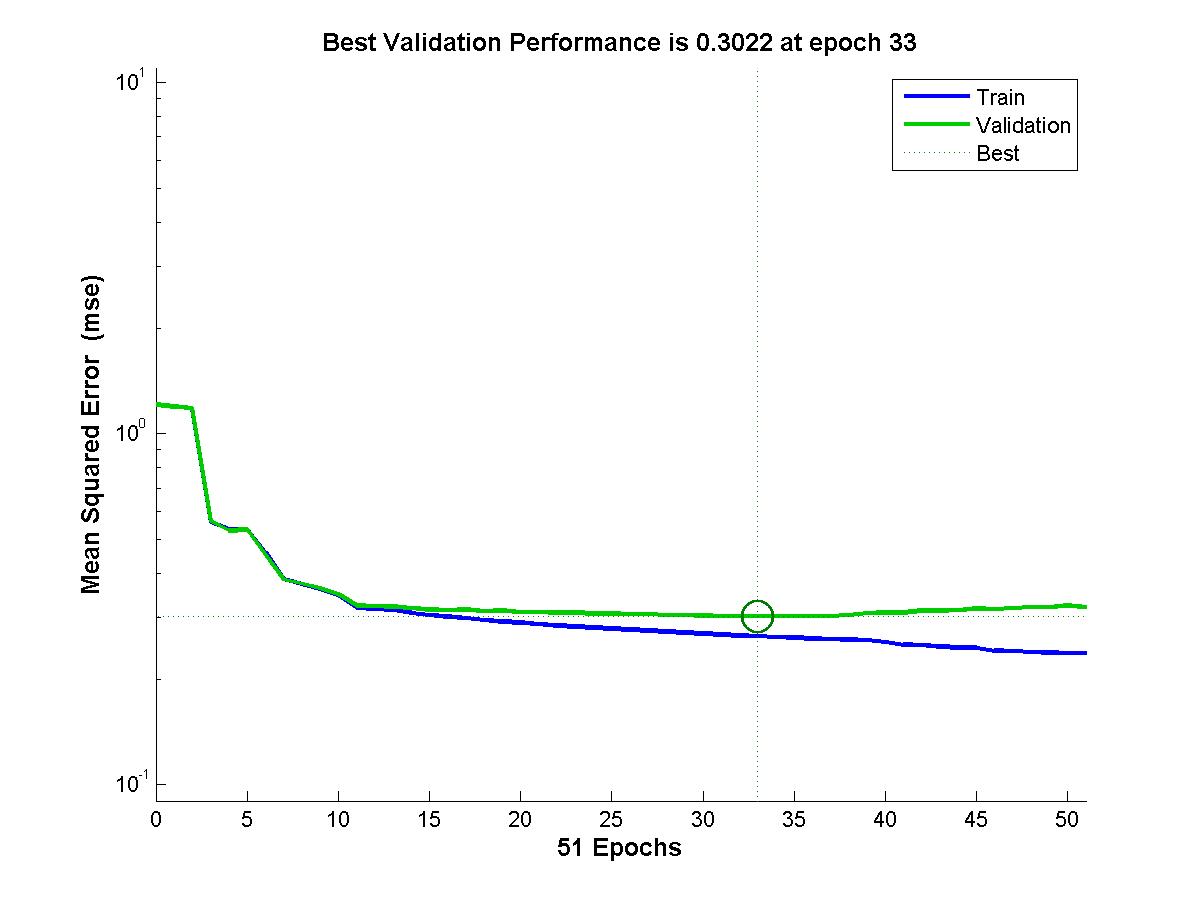 Best Validation Performance is 0.3022 at epoch 33
Train
Validation
Best
Mean Squared Error (mse)
10^1
10^0
10^-1
0 5 10 15 20 25 30 35 40 45 50
51 Epochs